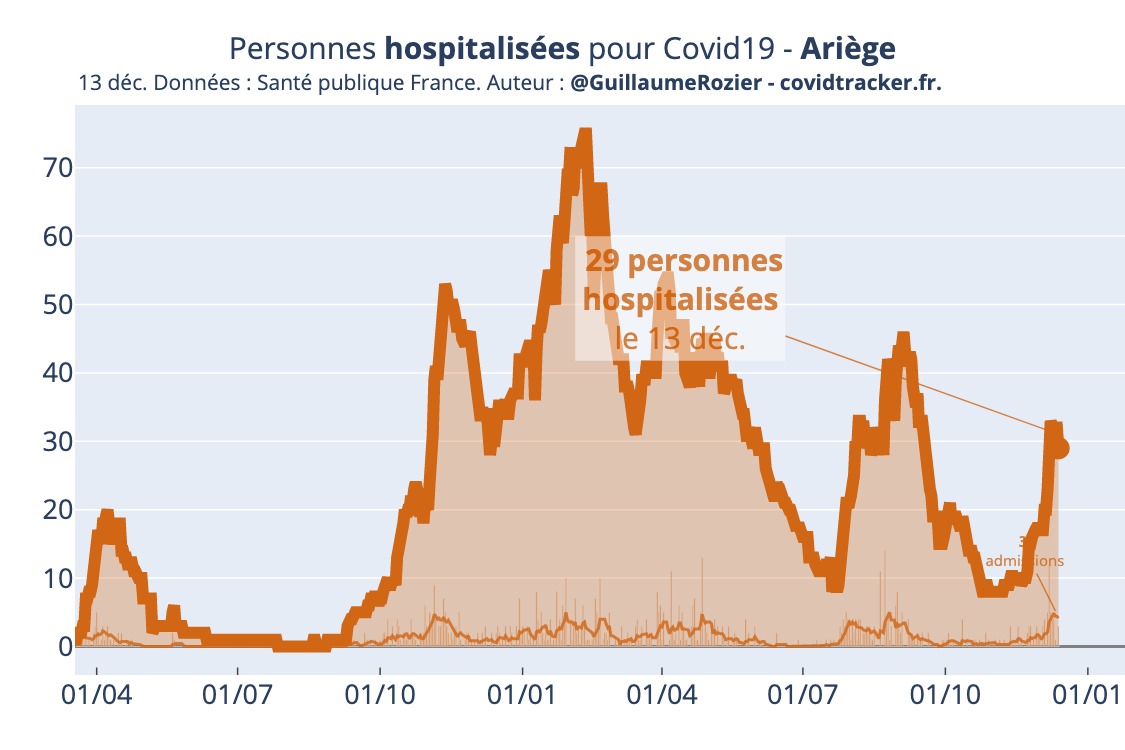 Personnes hospitalisées pour Covid19 - Ariège
13 déc. Données : Santé publique France. Auteur : @GuillaumeRozier - covidtracker.fr.
70
60
50
40
30
20
10
0
29 personnes
hospitalisées
le 13 déc.
3
admissions
01/04
01/07
01/10
01/01
01/04
01/07
01/10
01/01